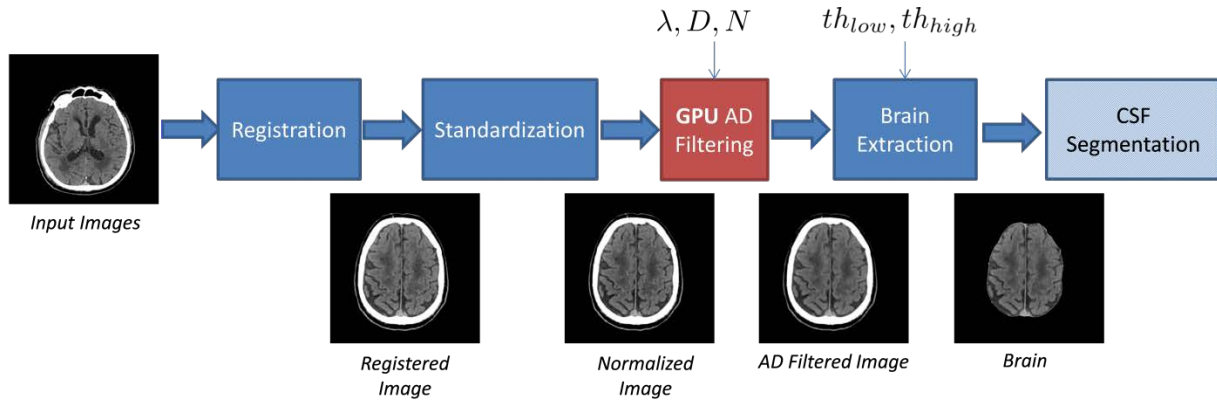 λ, D, N
th_low, th_high
Registration
Standardization
GPU AD
Filtering
Brain
Extraction
CSF
Segmentation
Input Images
Registered
Image
Normalized
Image
AD Filtered Image
Brain